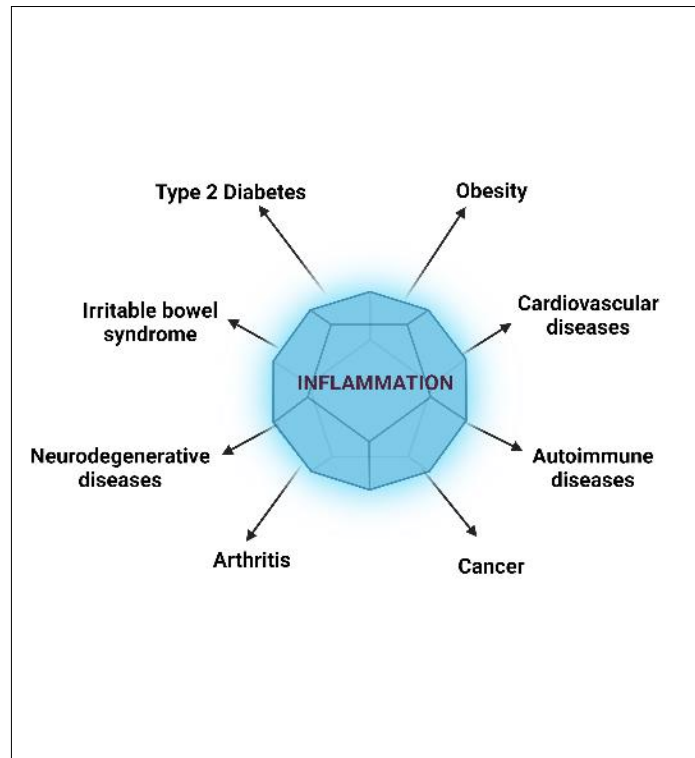 Type 2 Diabetes
Obesity
Irritable bowel
syndrome
Cardiovascular
diseases
INFLAMMATION
Neurodegenerative
diseases
Autoimmune
diseases
Arthritis
Cancer